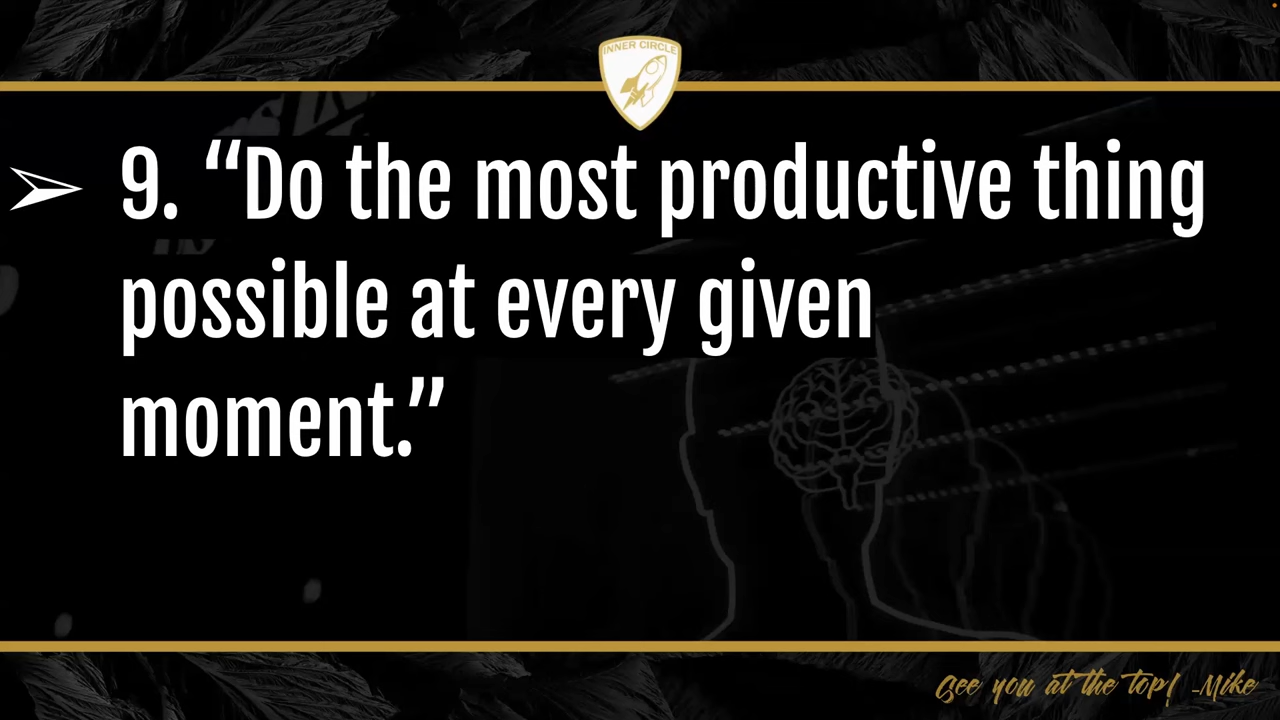 INNER CIRCLE
➢ 9. “Do the most productive thing
possible at every given
moment.”
See you at the top! -Mike